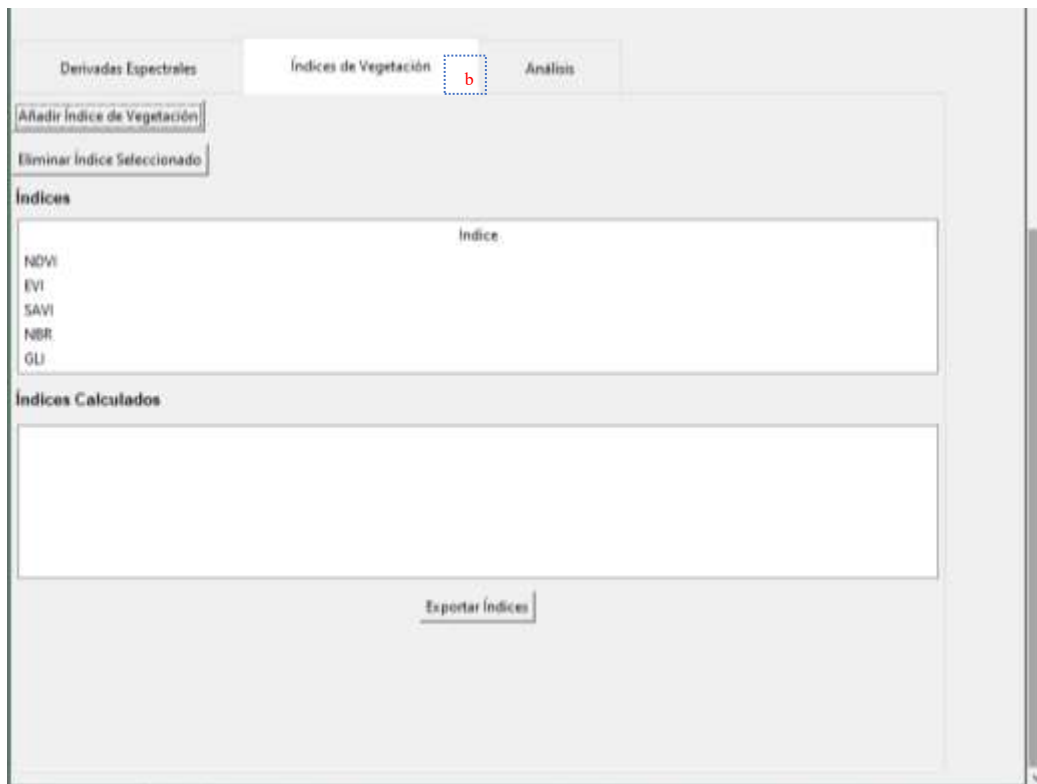 Derivadas Espectrales Índices de Vegetación b Análisis
Añadir Índice de Vegetación
Eliminar Índice Seleccionado
Índices
Índice
NDVI
EVI
SAVI
NBR
GLI
Índices Calculados
Exportar Índices